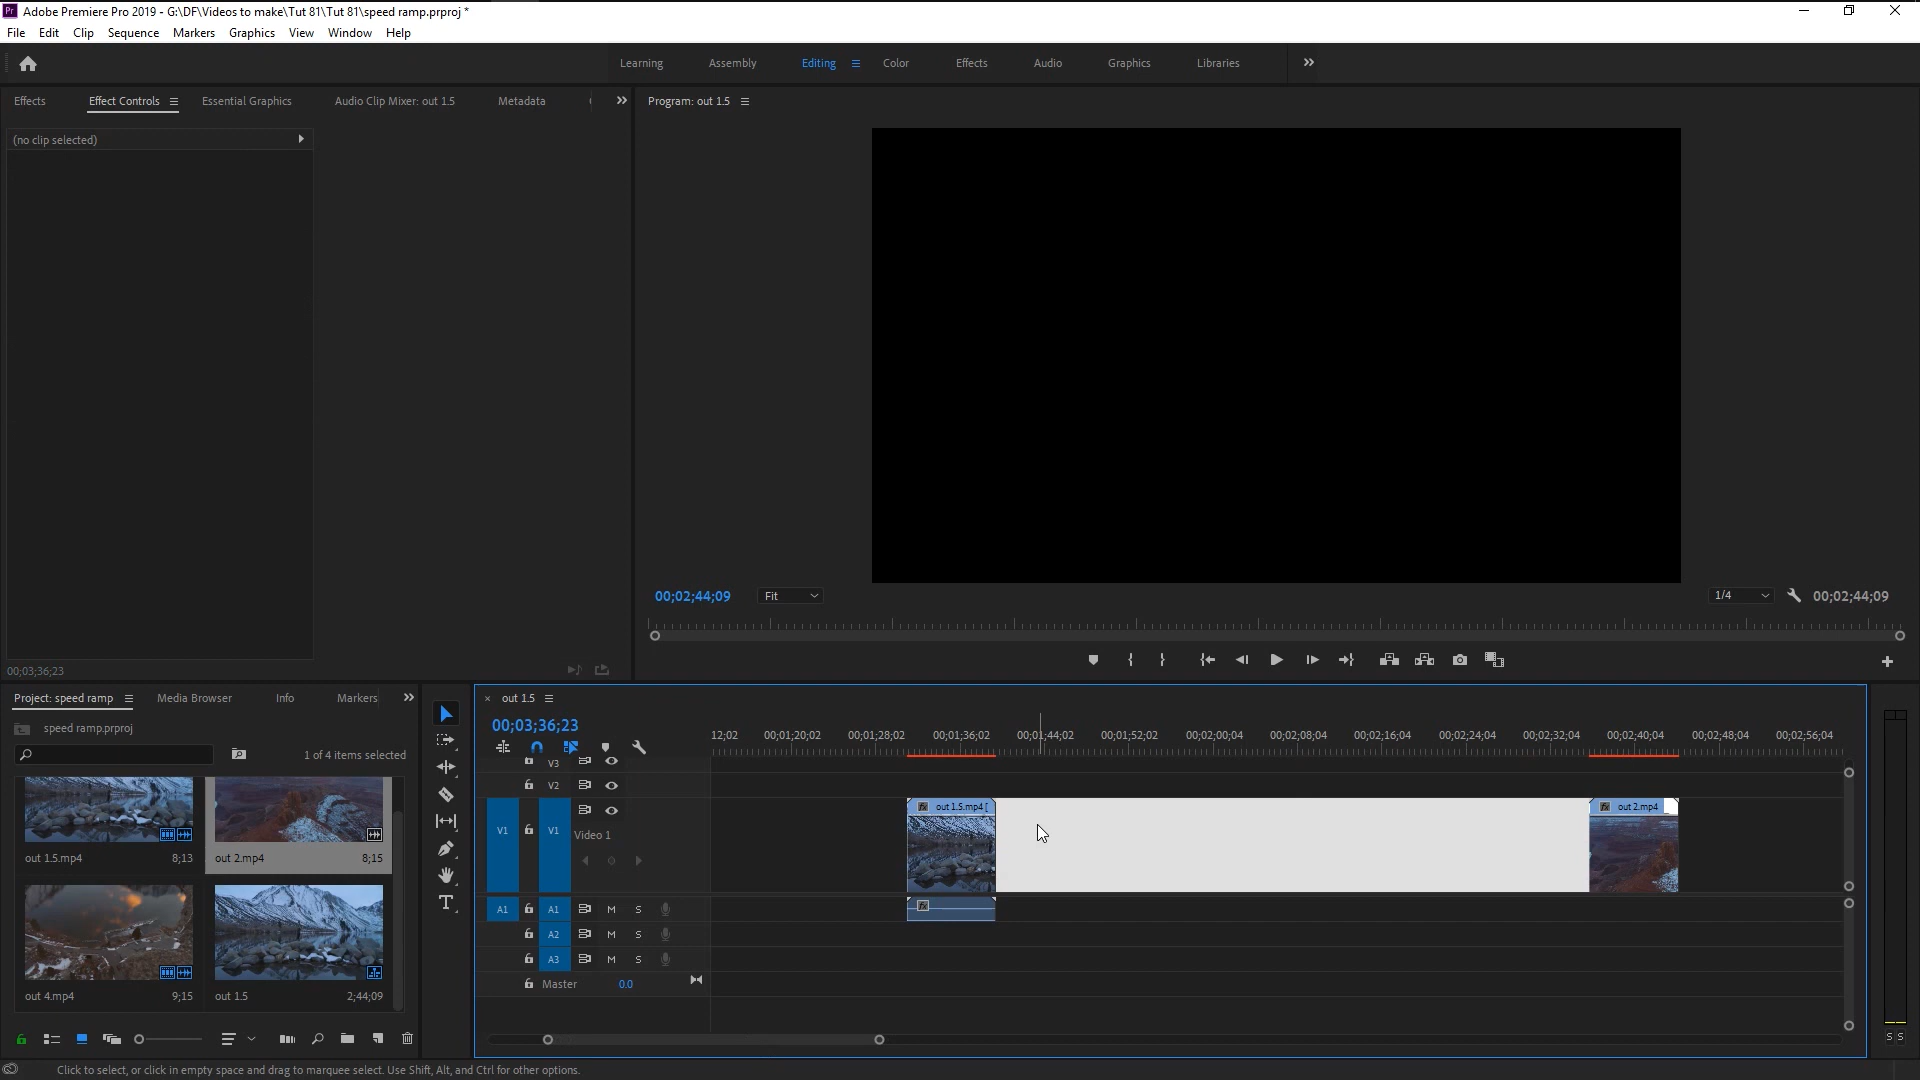 Pr Adobe Premiere Pro 2019 - G:\DF\Videos to make\Tut 81\Tut 81\speed ramp.prproj *
File Edit Clip Sequence Markers Graphics View Window Help
Learning Assembly Editing Color Effects Audio Graphics Libraries
Effects Effect Controls Essential Graphics Audio Clip Mixer: out 1.5 Metadata
Program: out 1.5
(no clip selected)
00;02;44;09 Fit 1/4 00;02;44;09
00;03;36;23
Project: speed ramp Media Browser Info Markers
out 1.5
speed ramp.prproj
00;03;36;23
12;02 00;01;20;02 00;01;28;02 00;01;36;02 00;01;44;02 00;01;52;02 00;02;00;04 00;02;08;04 00;02;16;04 00;02;24;04 00;02;32;04 00;02;40;04 00;02;48;04 00;02;56;04
1 of 4 items selected
V3
V2
fx out 1.5.mp4 [ fx out 2.mp4
V1 V1
Video 1
out 1.5.mp4 8;13 out 2.mp4 8;15
A1 A1 M S fx
A2 M S
A3 M S
Master 0.0
out 4.mp4 9;15 out 1.5 2;44;09
S S
Click to select, or click in empty space and drag to marquee select. Use Shift, Alt, and Ctrl for other options.